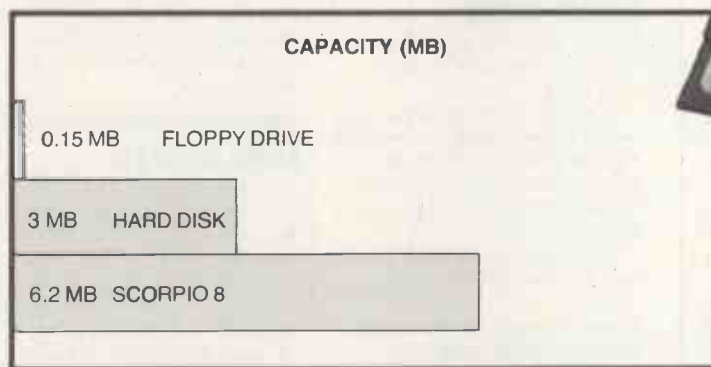 CAPACITY (MB)
0.15 MB FLOPPY DRIVE
3 MB HARD DISK
6.2 MB SCORPIO 8